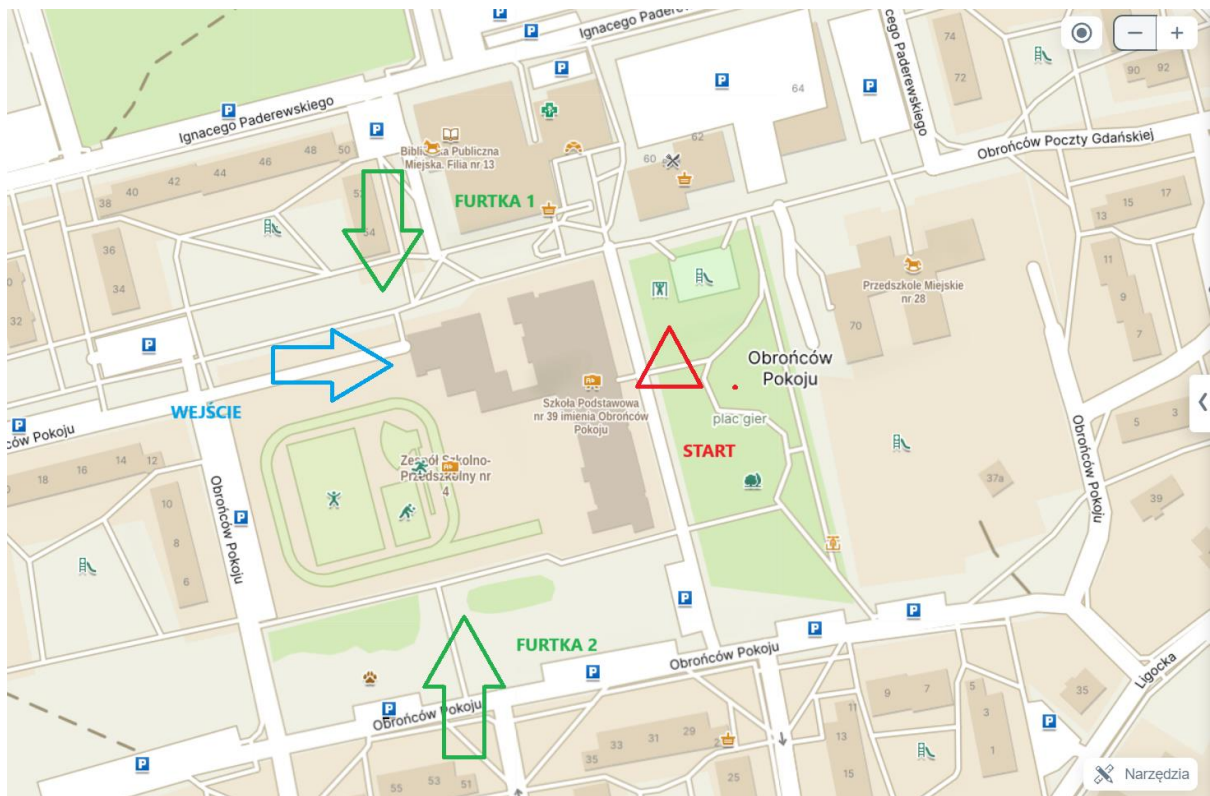 Ignacego Paderewskiego
74
72
90
92
64
Ignacego Paderewskiego
cego Paderewskiego
48
50
46
44
42
40
38
Biblioteka Publiczna
Miejska. Filia nr 13
62
60
Obrońców Poczty Gdańskiej
17
15
13
52
54
FURTKA 1
36
34
32
11
9
7
Przedszkole Miejskie
nr 28
70
Obrońców
Pokoju
WEJŚCIE
Szkoła Podstawowa
nr 39 imienia Obrońców
Pokoju
plac gier
START
5
3
ców Pokoju
Zespół Szkolno-
Przedszkolny nr
4
12
14
16
18
Obrońców Pokoju
Obrońców Pokoju
37a
39
10
8
6
FURTKA 2
Obrońców Pokoju
Ligocka
Obrońców Pokoju
9
7
5
3
1
35
11
13
15
33
31
29
35
25
55
53
51
Narzędzia